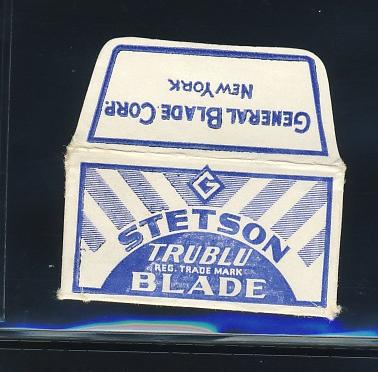 GENERAL BLADE CORP.
NEW YORK
G
STETSON
TRUBLU
REG. TRADE MARK
BLADE